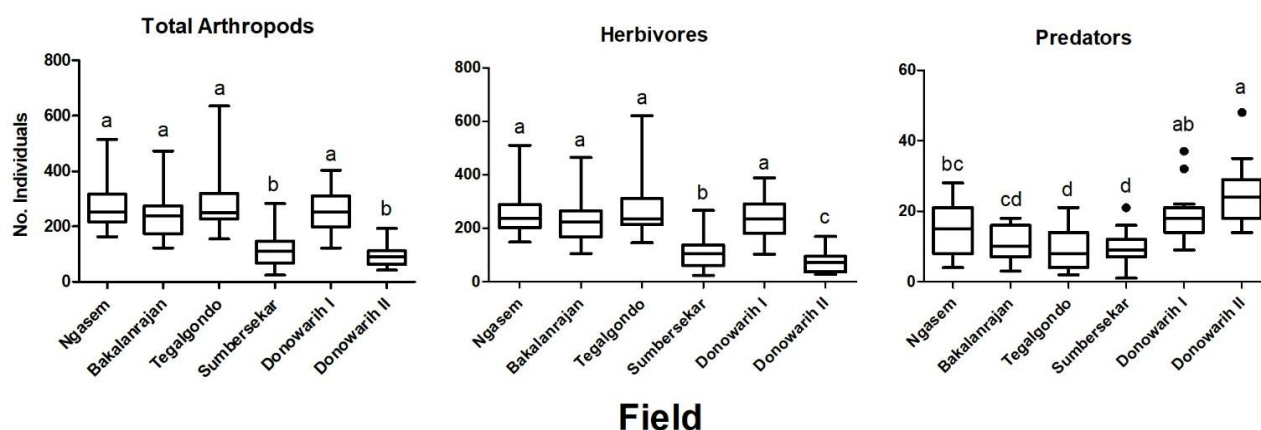 Total Arthropods
No. Individuals
800
600
400
200
0
a
a
a
b
a
b
Ngasem
Bakalanrajan
Tegalgondo
Sumbersekar
Donowarih I
Donowarih II
Herbivores
800
600
400
200
0
a
a
a
b
a
c
Ngasem
Bakalanrajan
Tegalgondo
Sumbersekar
Donowarih I
Donowarih II
Predators
60
40
20
0
bc
cd
d
d
ab
a
Ngasem
Bakalanrajan
Tegalgondo
Sumbersekar
Donowarih I
Donowarih II
Field